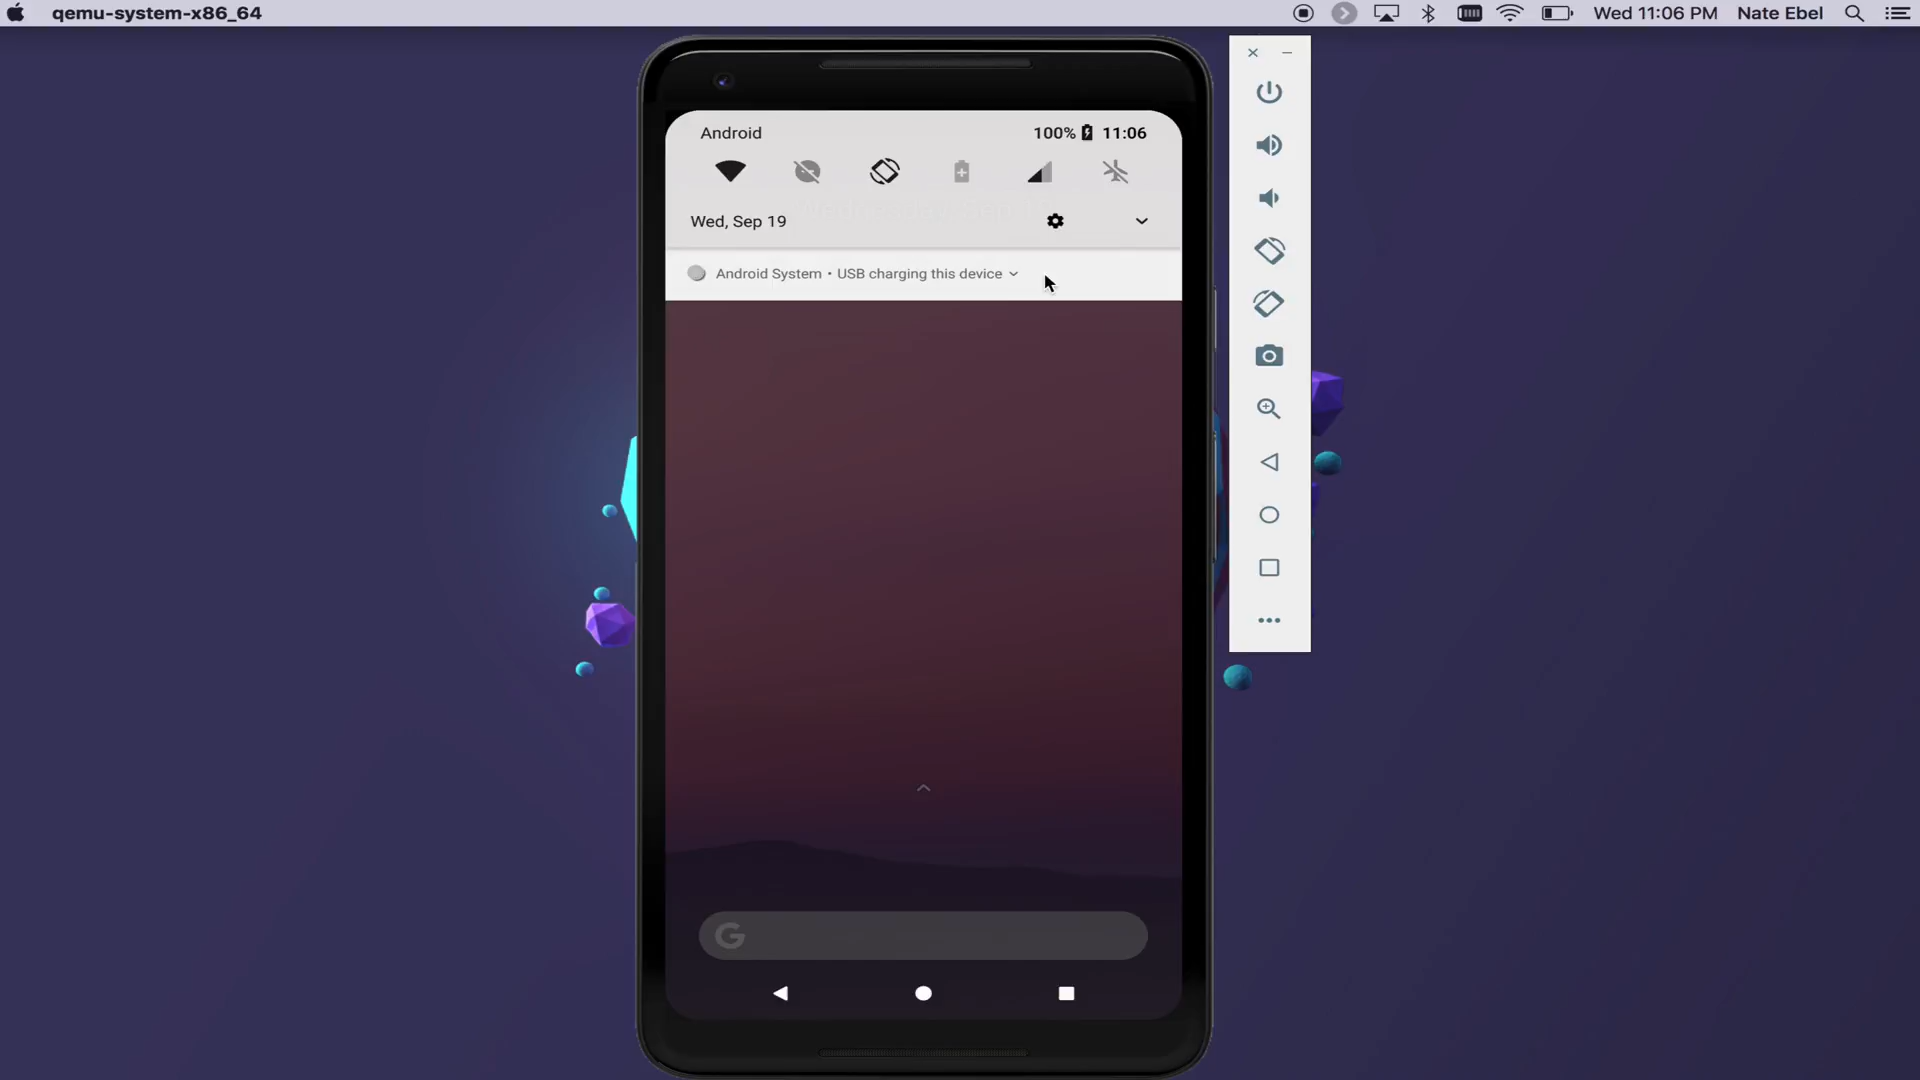 qemu-system-x86_64
Wed 11:06 PM
Nate Ebel
Android
100%
11:06
Wed, Sep 19
Android System • USB charging this device
G